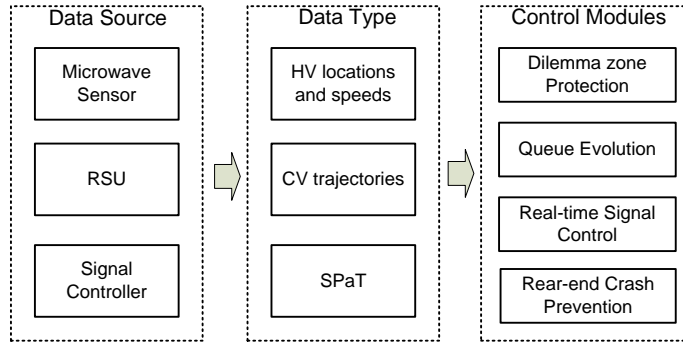 Data Source
Microwave
Sensor
RSU
Signal
Controller
Data Type
HV locations
and speeds
CV trajectories
SPaT
Control Modules
Dilemma zone
Protection
Queue Evolution
Real-time Signal
Control
Rear-end Crash
Prevention